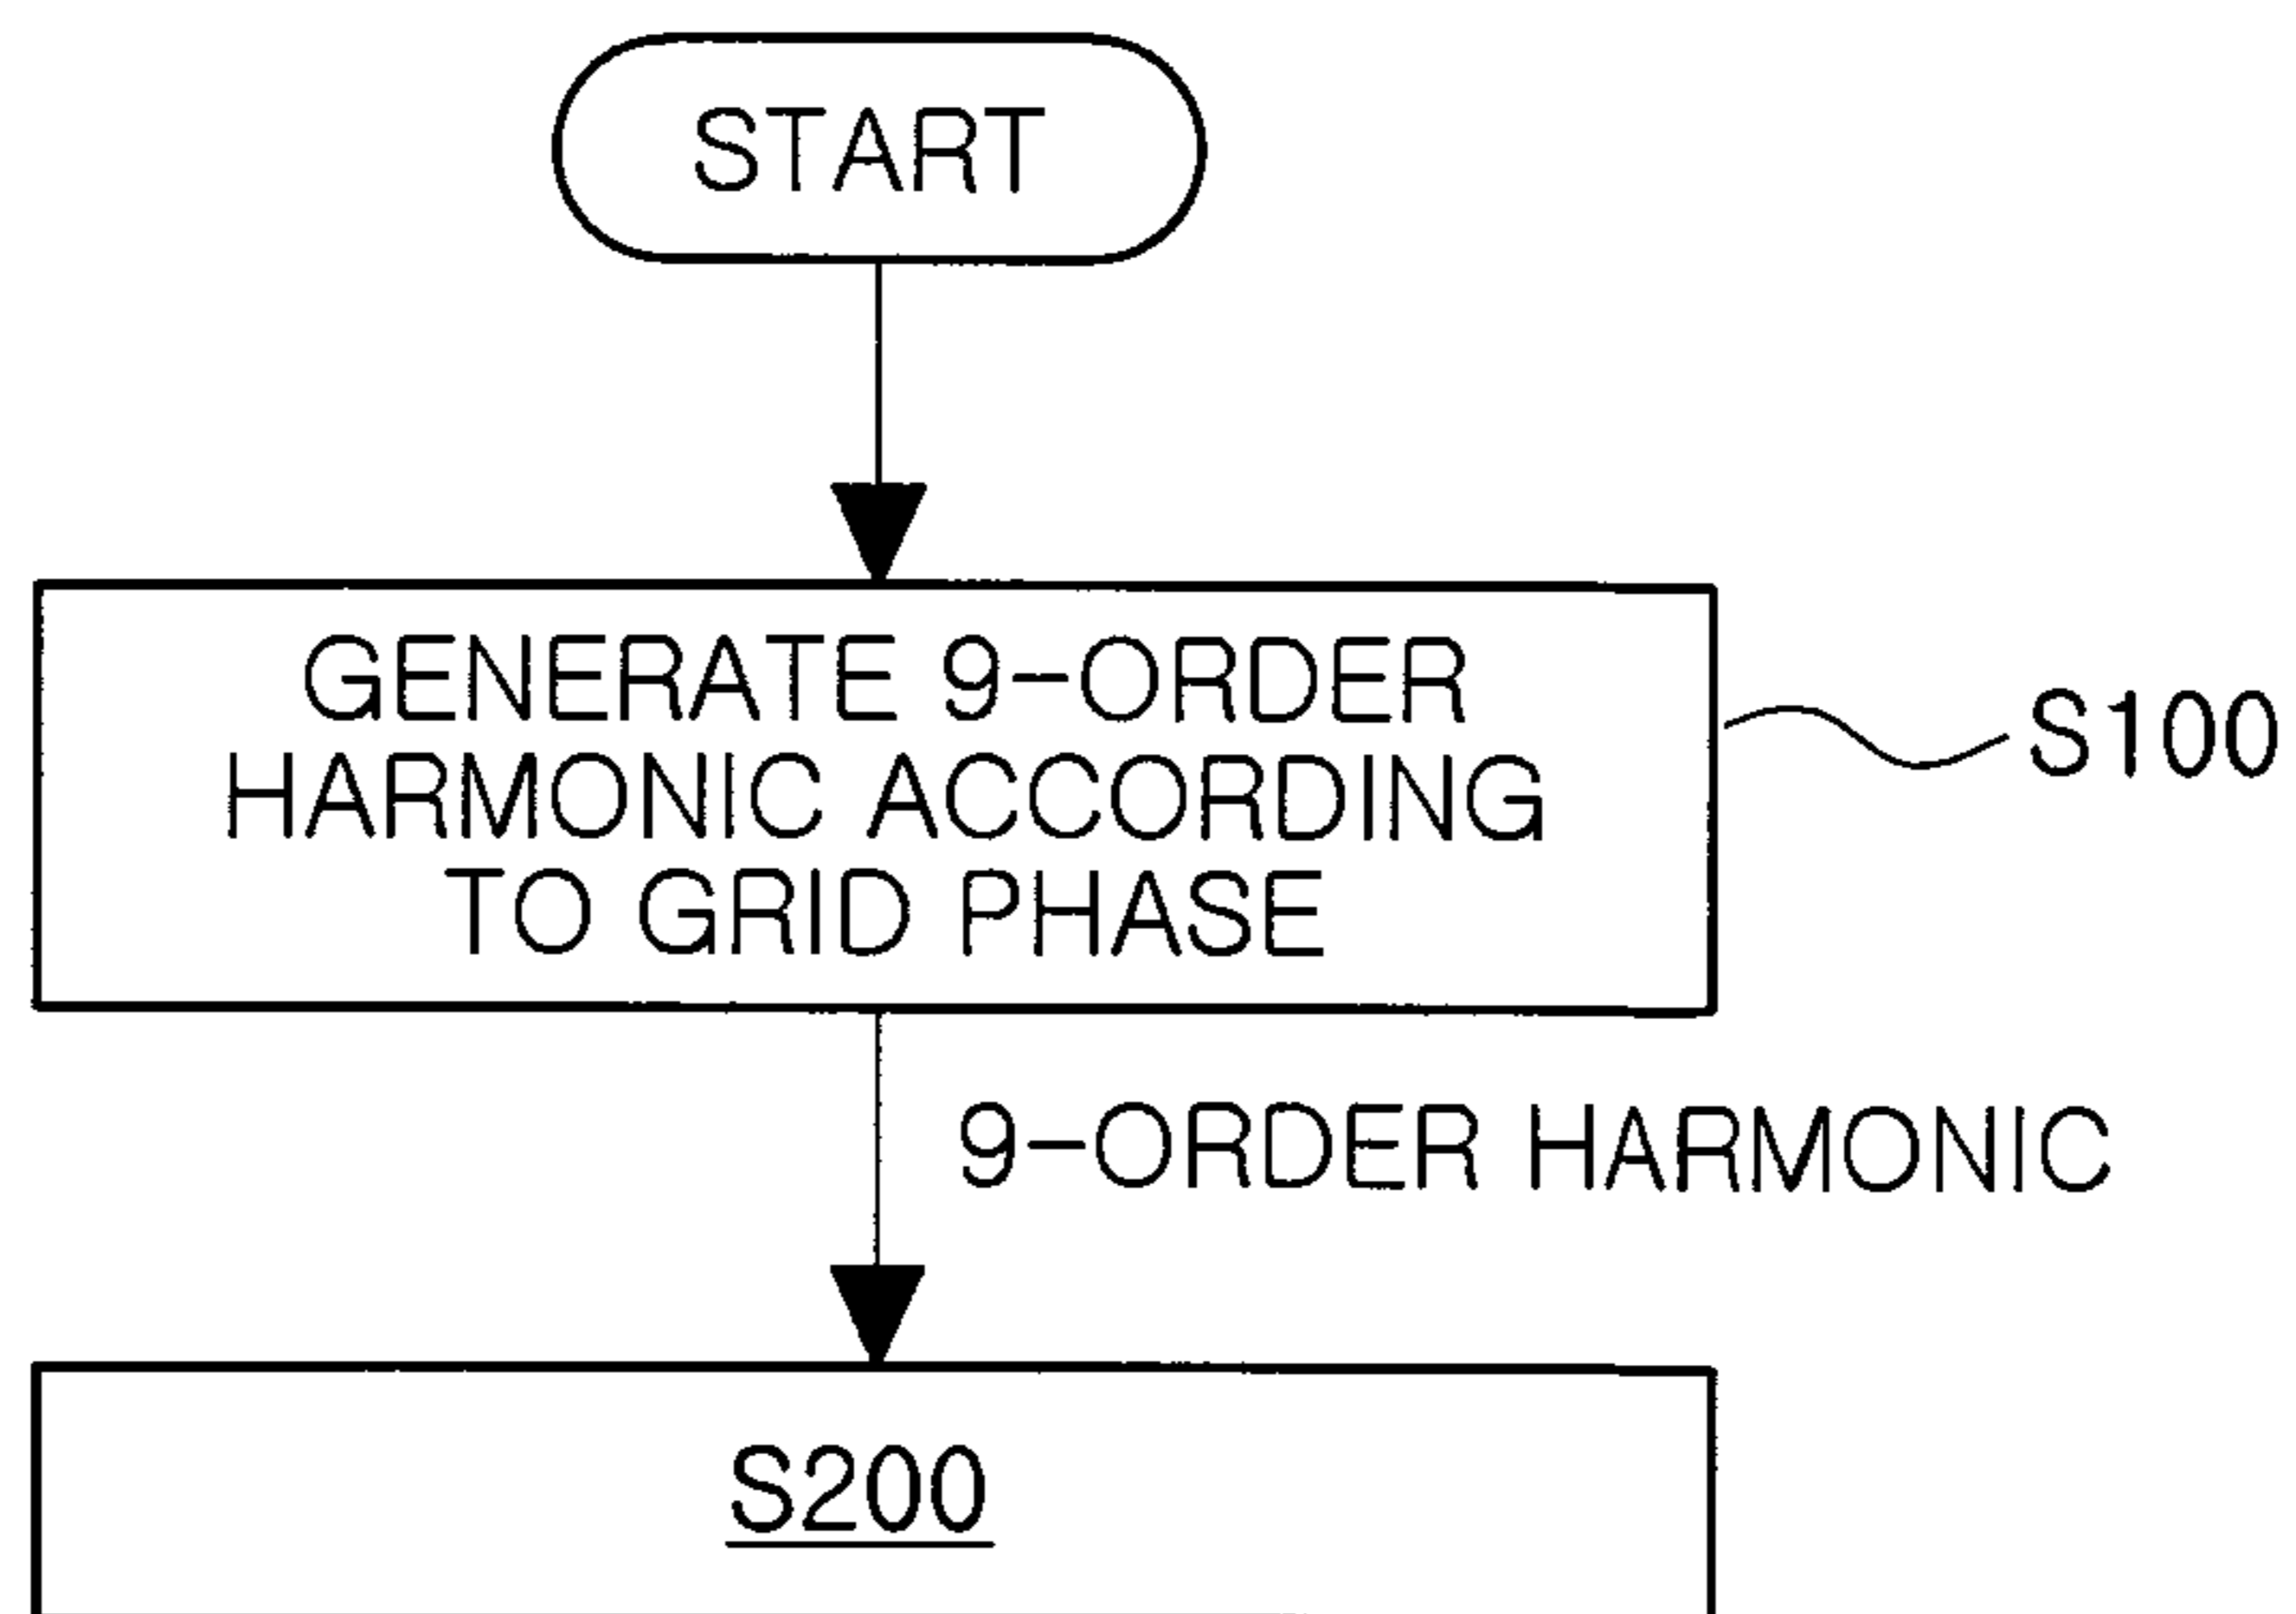 START
GENERATE 9-ORDER
HARMONIC ACCORDING
TO GRID PHASE
S100
9-ORDER HARMONIC
S200